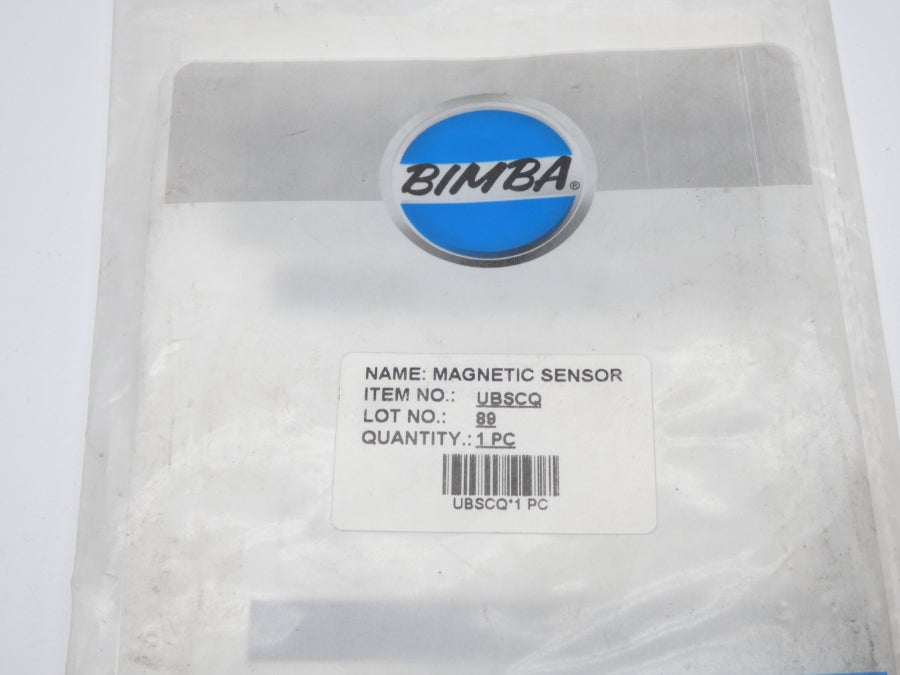 BIMBA®
NAME: MAGNETIC SENSOR
ITEM NO.: UBSCQ
LOT NO.: 89
QUANTITY.: 1 PC
UBSCQ*1 PC